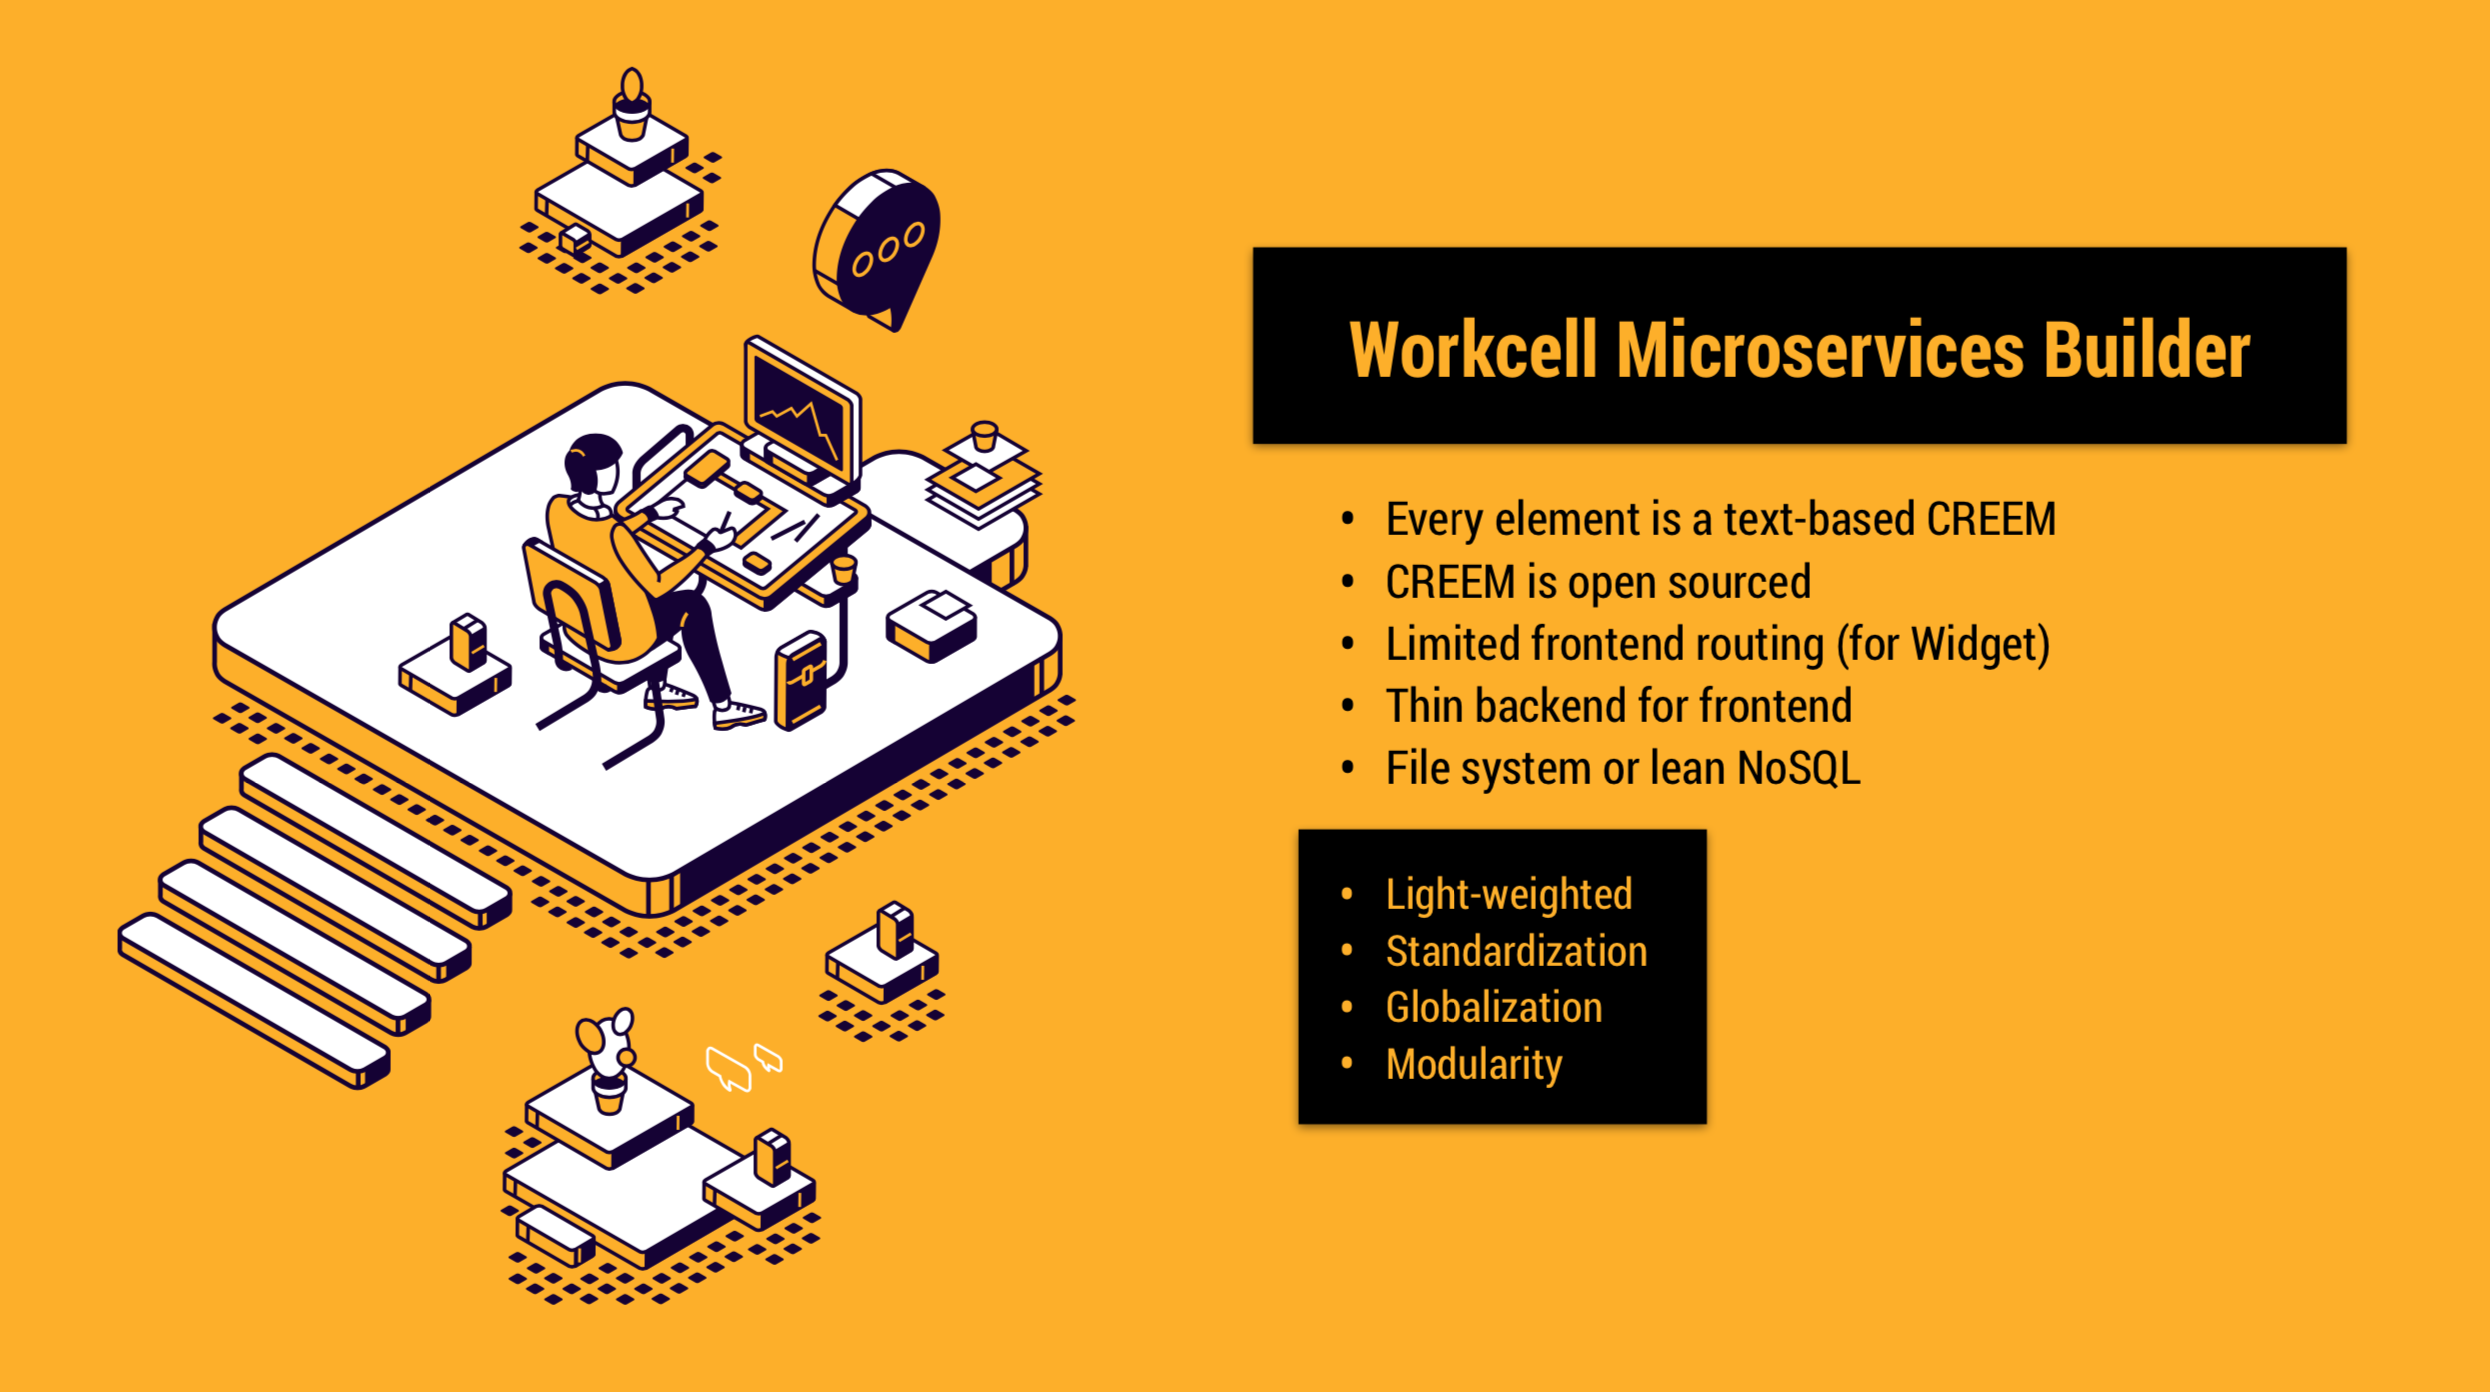 Workcell Microservices Builder
• Every element is a text-based CREEM
• CREEM is open sourced
• Limited frontend routing (for Widget)
• Thin backend for frontend
• File system or lean NoSQL
• Light-weighted
• Standardization
• Globalization
• Modularity